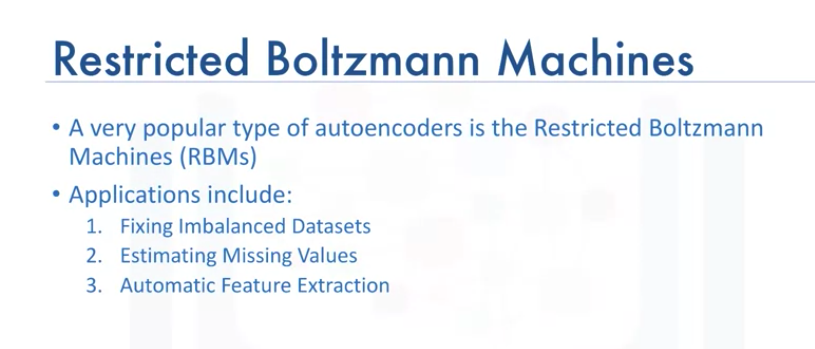 Restricted Boltzmann Machines
• A very popular type of autoencoders is the Restricted Boltzmann
Machines (RBMs)
• Applications include:
1. Fixing Imbalanced Datasets
2. Estimating Missing Values
3. Automatic Feature Extraction